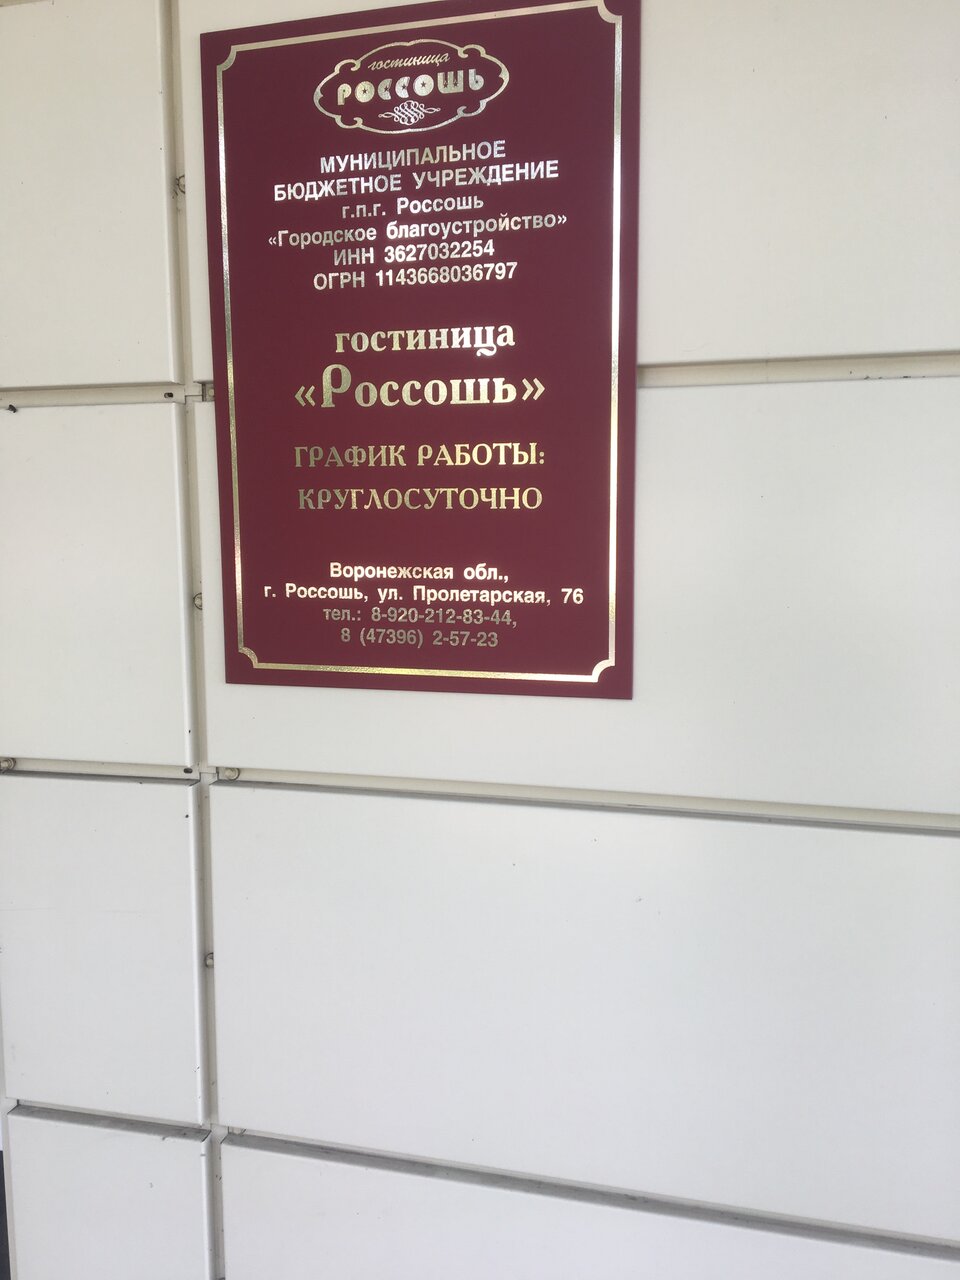 гостиница
РОССОШЬ
МУНИЦИПАЛЬНОЕ
БЮДЖЕТНОЕ УЧРЕЖДЕНИЕ
г.п.г. Россошь
«Городское благоустройство»
ИНН 3627032254
ОГРН 1143668036797
гостиница
«Россошь»
ГРАФИК РАБОТЫ:
КРУГЛОСУТОЧНО
Воронежская обл.,
г. Россошь, ул. Пролетарская, 76
тел.: 8-920-212-83-44,
8 (47396) 2-57-23